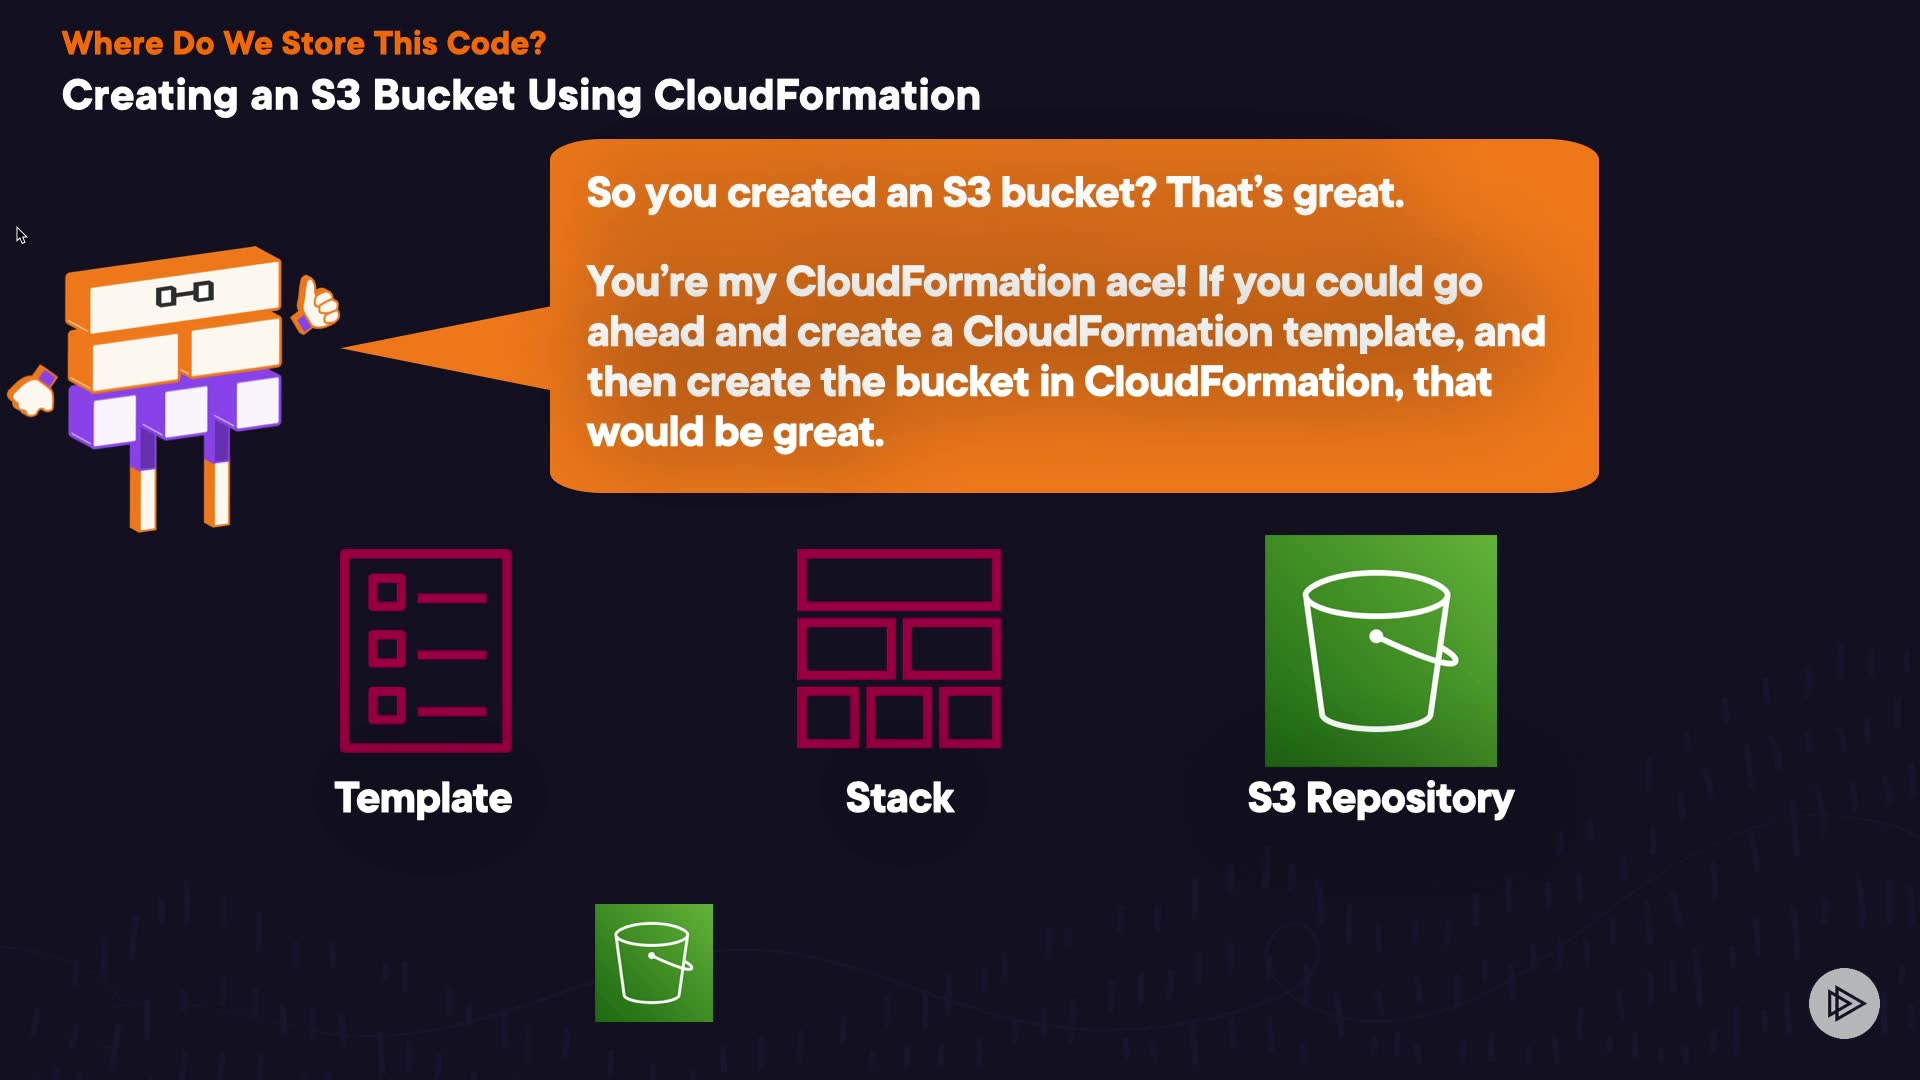 Where Do We Store This Code?
Creating an S3 Bucket Using CloudFormation
So you created an S3 bucket? That’s great.
You’re my CloudFormation ace! If you could go
ahead and create a CloudFormation template, and
then create the bucket in CloudFormation, that
would be great.
Template
Stack
S3 Repository